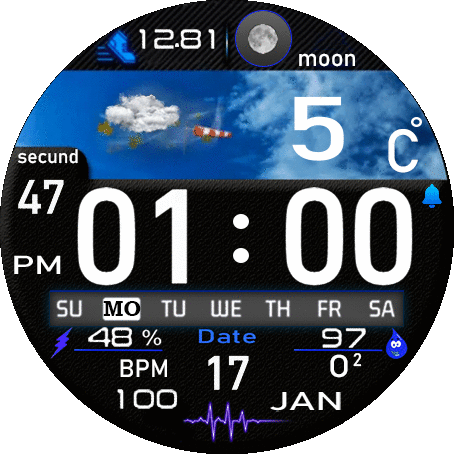 12.81
moon
5 °C
secund
47
01:00
PM
SU MO TU WE TH FR SA
48 % Date 97
BPM 17 O²
100 JAN